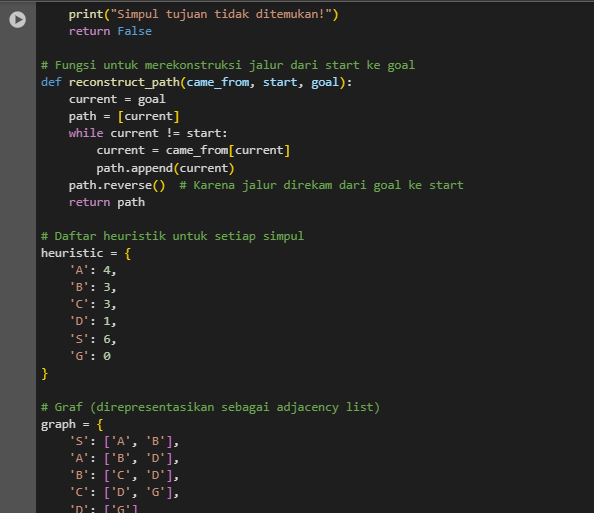 print("Simpul tujuan tidak ditemukan!")
return False
# Fungsi untuk merekonstruksi jalur dari start ke goal
def reconstruct_path(came_from, start, goal):
current = goal
path = [current]
while current != start:
current = came_from[current]
path.append(current)
path.reverse()  # Karena jalur direkam dari goal ke start
return path
# Daftar heuristik untuk setiap simpul
heuristic = {
'A': 4,
'B': 3,
'C': 3,
'D': 1,
'S': 6,
'G': 0
}
# Graf (direpresentasikan sebagai adjacency list)
graph = {
'S': ['A', 'B'],
'A': ['B', 'D'],
'B': ['C', 'D'],
'C': ['D', 'G'],
'D': ['G']